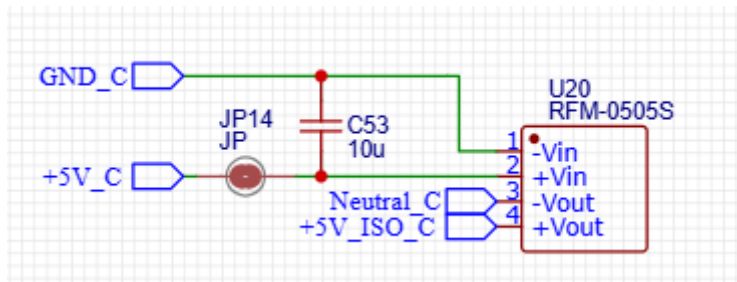 GND_C
U20
RFM-0505S
JP14
JP
C53
10u
1
-Vin
+5V_C
2
+Vin
Neutral_C
3
-Vout
+5V_ISO_C
4
+Vout